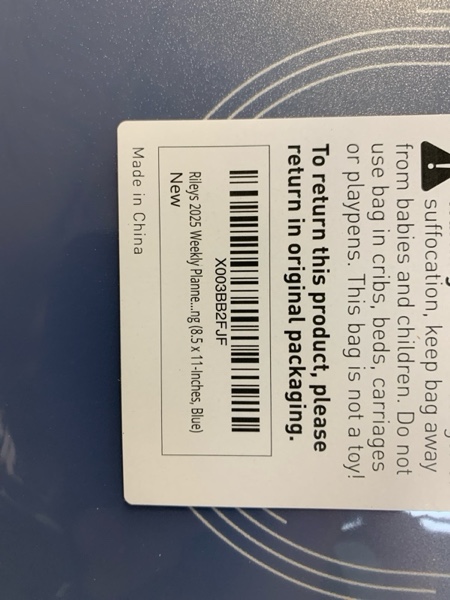 suffocation, keep bag away
from babies and children. Do not
use bag in cribs, beds, carriages
or playpens. This bag is not a toy!
To return this product, please
return in original packaging.
X003BB2FJF
Rileys 2025 Weekly Planne...ng (8.5 x 11-Inches, Blue)
New
Made in China